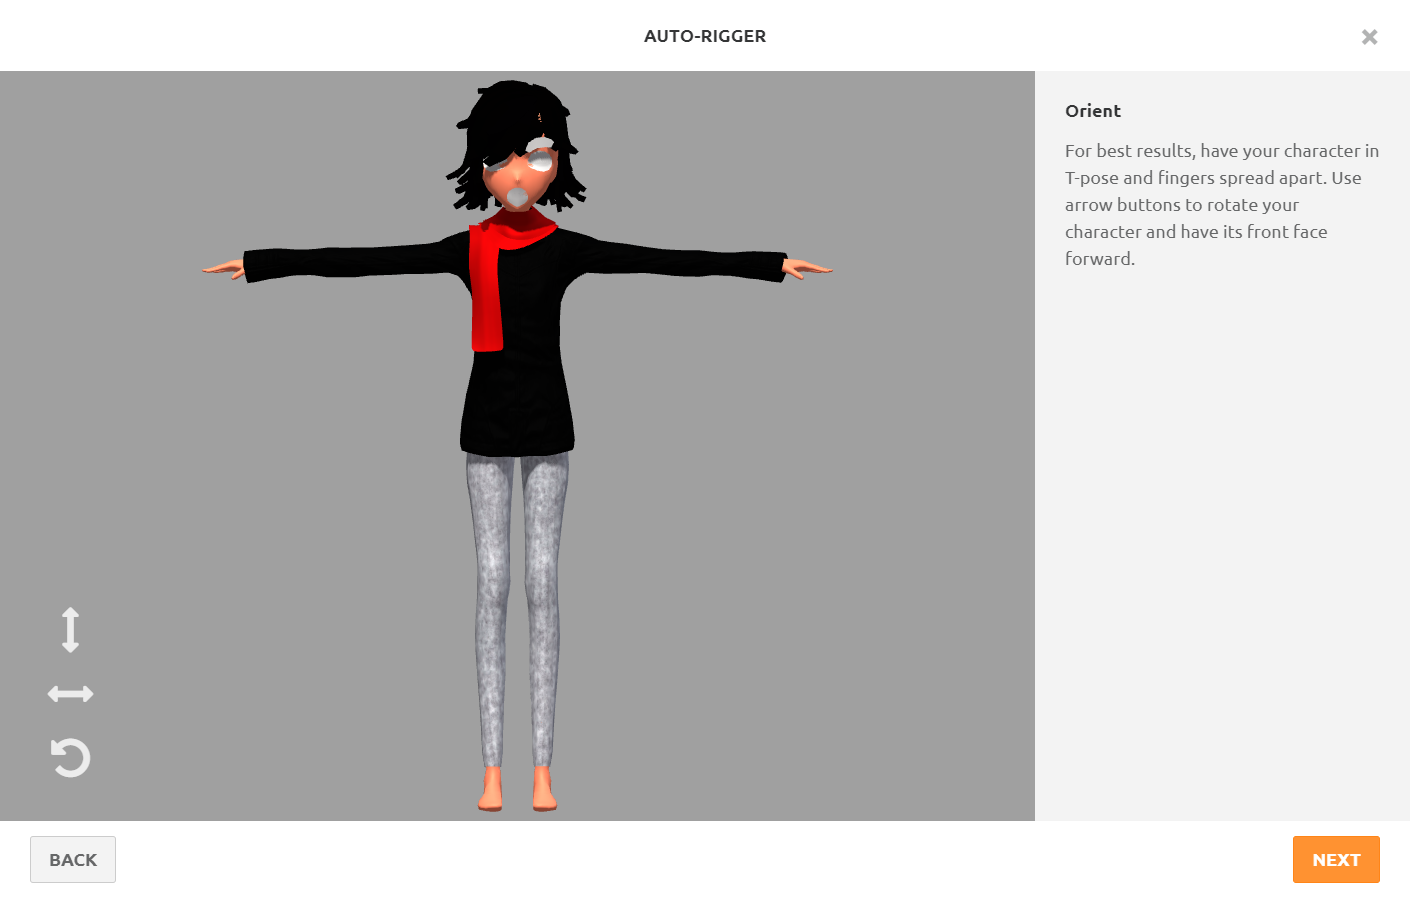 AUTO-RIGGER
Orient
For best results, have your character in
T-pose and fingers spread apart. Use
arrow buttons to rotate your
character and have its front face
forward.
BACK
NEXT